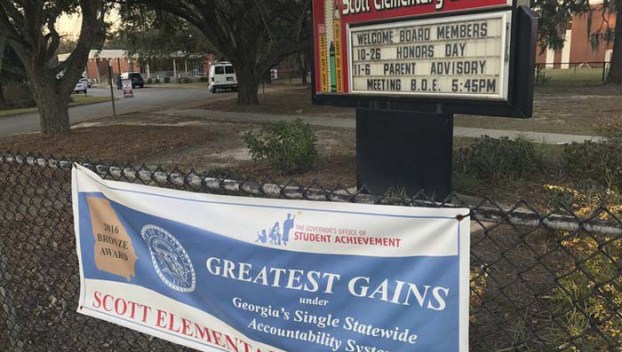 Scott Elementary
WELCOME BOARD MEMBERS
10-26 HONORS DAY
11-6 PARENT ADVISORY
MEETING B.O.E. 5:45PM
2016
BRONZE
AWARD
THE GOVERNOR'S OFFICE OF
STUDENT ACHIEVEMENT
GREATEST GAINS
under
Georgia's Single Statewide
Accountability System
SCOTT ELEMENTA